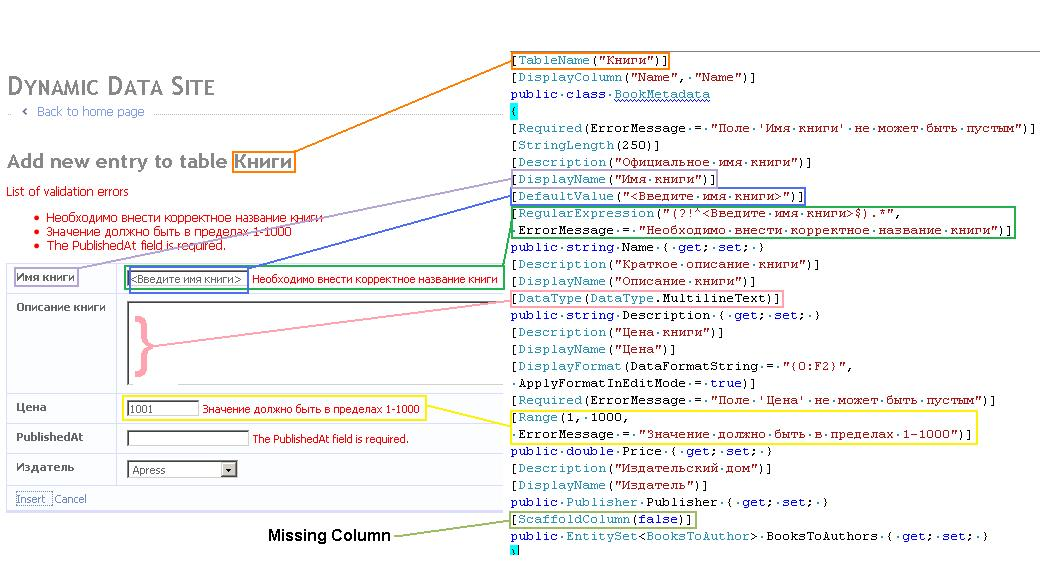 DYNAMIC DATA SITE
Back to home page
Add new entry to table Книги
List of validation errors
Необходимо внести корректное название книги
Значение должно быть в пределах 1-1000
The PublishedAt field is required.
Имя книги <Введите имя книги> Необходимо внести корректное название книги
Описание книги
}
Цена 1001 Значение должно быть в пределах 1-1000
PublishedAt The PublishedAt field is required.
Издатель Apress
Insert Cancel
Missing Column
[TableName("Книги")]
[DisplayColumn("Name", "Name")]
public class BookMetadata
{
[Required(ErrorMessage = "Поле 'Имя книги' не может быть пустым")]
[StringLength(250)]
[Description("Официальное имя книги")]
[DisplayName("Имя книги")]
[DefaultValue("<Введите имя книги>")]
[RegularExpression("(?!^<Введите имя книги>$).*",
ErrorMessage = "Необходимо внести корректное название книги")]
public string Name { get; set; }
[Description("Краткое описание книги")]
[DisplayName("Описание книги")]
[DataType(DataType.MultilineText)]
public string Description { get; set; }
[Description("Цена книги")]
[DisplayName("Цена")]
[DisplayFormat(DataFormatString = "{0:F2}",
ApplyFormatInEditMode = true)]
[Required(ErrorMessage = "Поле 'Цена' не может быть пустым")]
[Range(1, 1000,
ErrorMessage = "Значение должно быть в пределах 1-1000")]
public double Price { get; set; }
[Description("Издательский дом")]
[DisplayName("Издатель")]
public Publisher Publisher { get; set; }
[ScaffoldColumn(false)]
public EntitySet<BooksToAuthor> BooksToAuthors { get; set; }
}